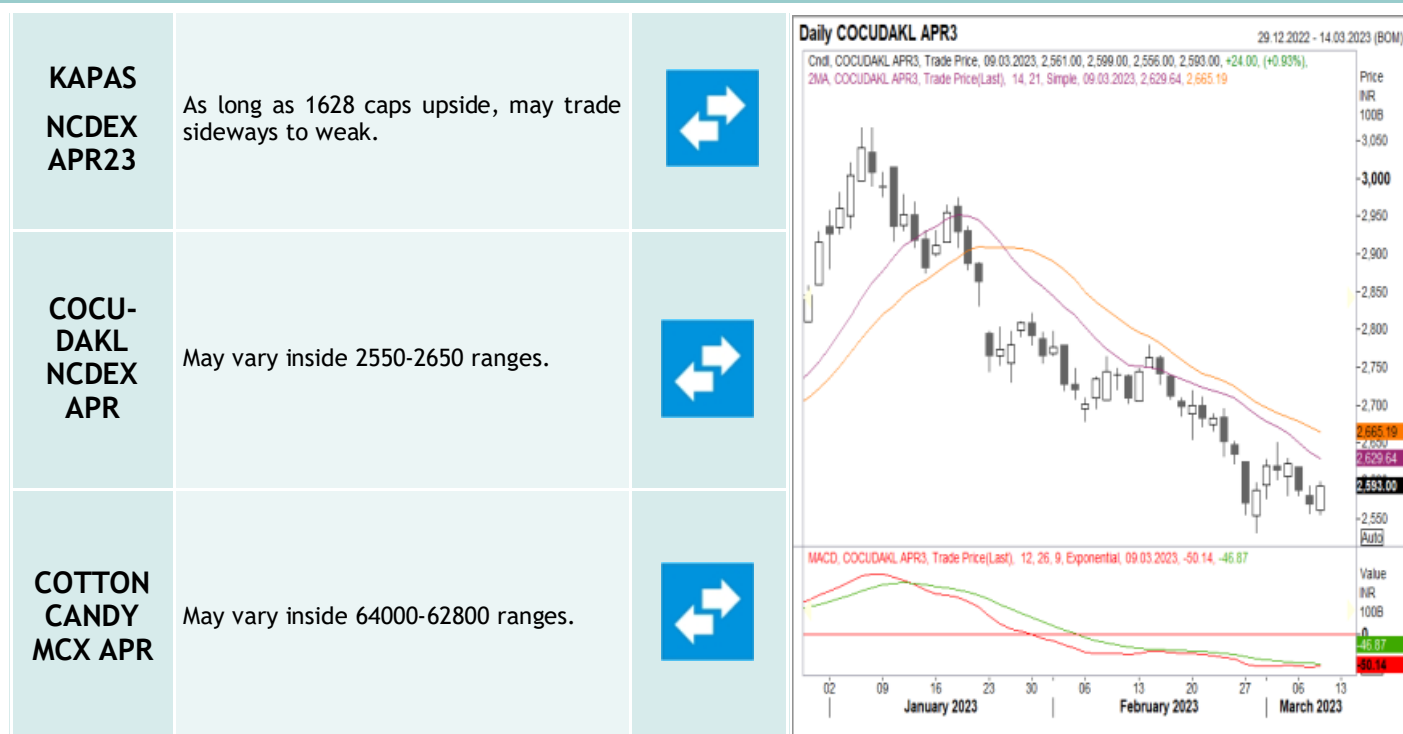 KAPAS
NCDEX
APR23
As long as 1628 caps upside, may trade
sideways to weak.
COCU-
DAKL
NCDEX
APR
May vary inside 2550-2650 ranges.
COTTON
CANDY
MCX APR
May vary inside 64000-62800 ranges.
Daily COCUDAKL APR3 29.12.2022 - 14.03.2023 (BOM)
Cndl, COCUDAKL APR3, Trade Price, 09.03.2023, 2,561.00, 2,599.00, 2,556.00, 2,593.00, +24.00, (+0.93%),
2MA, COCUDAKL APR3, Trade Price(Last), 14, 21, Simple, 09.03.2023, 2,629.64, 2,665.19
Price
INR
100B
3,050
3,000
2,950
2,900
2,850
2,800
2,750
2,700
2,665.19
2,650
2,629.64
2,593.00
2,550
Auto
MACD, COCUDAKL APR3, Trade Price(Last), 12, 26, 9, Exponential, 09.03.2023, -50.14, -46.87
Value
INR
100B
0
-46.87
-50.14
02 09 16 23 30 06 13 20 27 06 13
January 2023 February 2023 March 2023